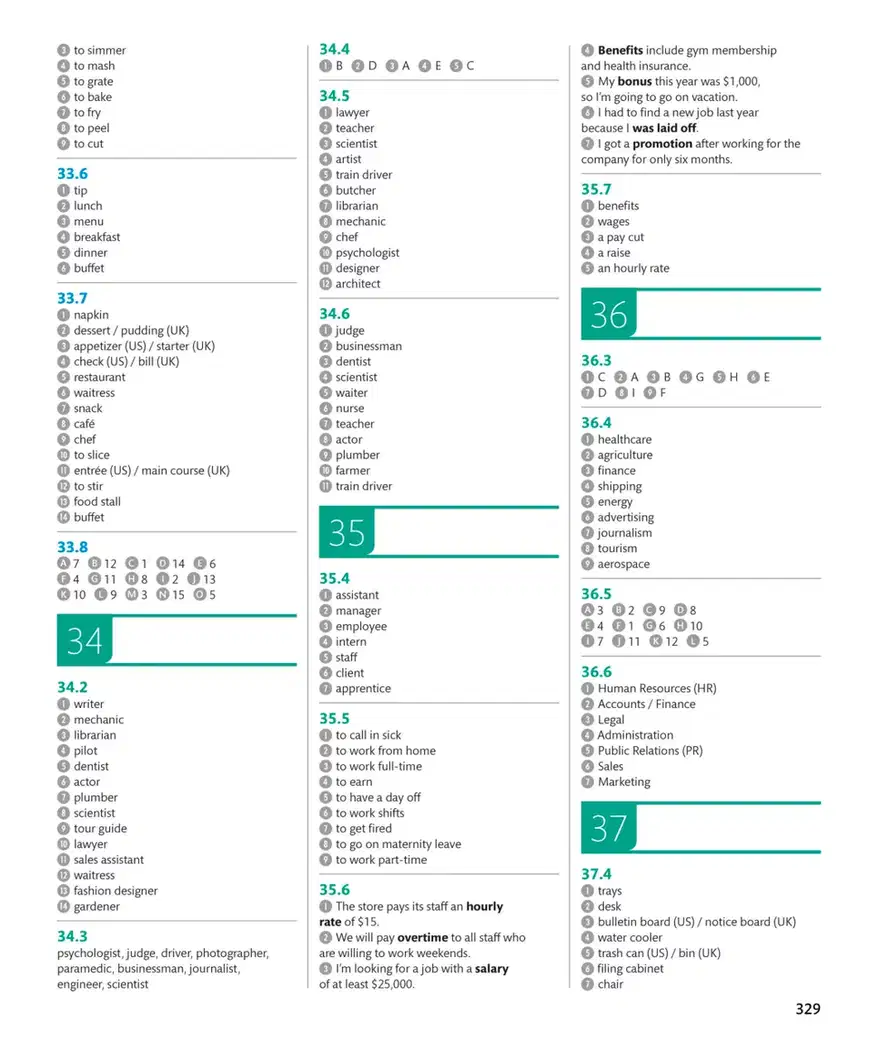 3 to simmer
4 to mash
5 to grate
6 to bake
7 to fry
8 to peel
9 to cut
33.6
1 tip
2 lunch
3 menu
4 breakfast
5 dinner
6 buffet
33.7
1 napkin
2 dessert / pudding (UK)
3 appetizer (US) / starter (UK)
4 check (US) / bill (UK)
5 restaurant
6 waitress
7 snack
8 café
9 chef
10 to slice
11 entrée (US) / main course (UK)
12 to stir
13 food stall
14 buffet
33.8
A 7 B 12 C 1 D 14 E 6
F 4 G 11 H 8 I 2 J 13
K 10 L 9 M 3 N 15 O 5
34
34.2
1 writer
2 mechanic
3 librarian
4 pilot
5 dentist
6 actor
7 plumber
8 scientist
9 tour guide
10 lawyer
11 sales assistant
12 waitress
13 fashion designer
14 gardener
34.3
psychologist, judge, driver, photographer,
paramedic, businessman, journalist,
engineer, scientist
34.4
1 B 2 D 3 A 4 E 5 C
34.5
1 lawyer
2 teacher
3 scientist
4 artist
5 train driver
6 butcher
7 librarian
8 mechanic
9 chef
10 psychologist
11 designer
12 architect
34.6
1 judge
2 businessman
3 dentist
4 scientist
5 waiter
6 nurse
7 teacher
8 actor
9 plumber
10 farmer
11 train driver
35
35.4
1 assistant
2 manager
3 employee
4 intern
5 staff
6 client
7 apprentice
35.5
1 to call in sick
2 to work from home
3 to work full-time
4 to earn
5 to have a day off
6 to work shifts
7 to get fired
8 to go on maternity leave
9 to work part-time
35.6
1 The store pays its staff an hourly
rate of $15.
2 We will pay overtime to all staff who
are willing to work weekends.
3 I'm looking for a job with a salary
of at least $25,000.
4 Benefits include gym membership
and health insurance.
5 My bonus this year was $1,000,
so I'm going to go on vacation.
6 I had to find a new job last year
because I was laid off.
7 I got a promotion after working for the
company for only six months.
35.7
1 benefits
2 wages
3 a pay cut
4 a raise
5 an hourly rate
36
36.3
1 C 2 A 3 B 4 G 5 H 6 E
7 D 8 I 9 F
36.4
1 healthcare
2 agriculture
3 finance
4 shipping
5 energy
6 advertising
7 journalism
8 tourism
9 aerospace
36.5
A 3 B 2 C 9 D 8
E 4 F 1 G 6 H 10
I 7 J 11 K 12 L 5
36.6
1 Human Resources (HR)
2 Accounts / Finance
3 Legal
4 Administration
5 Public Relations (PR)
6 Sales
7 Marketing
37
37.4
1 trays
2 desk
3 bulletin board (US) / notice board (UK)
4 water cooler
5 trash can (US) / bin (UK)
6 filing cabinet
7 chair
329